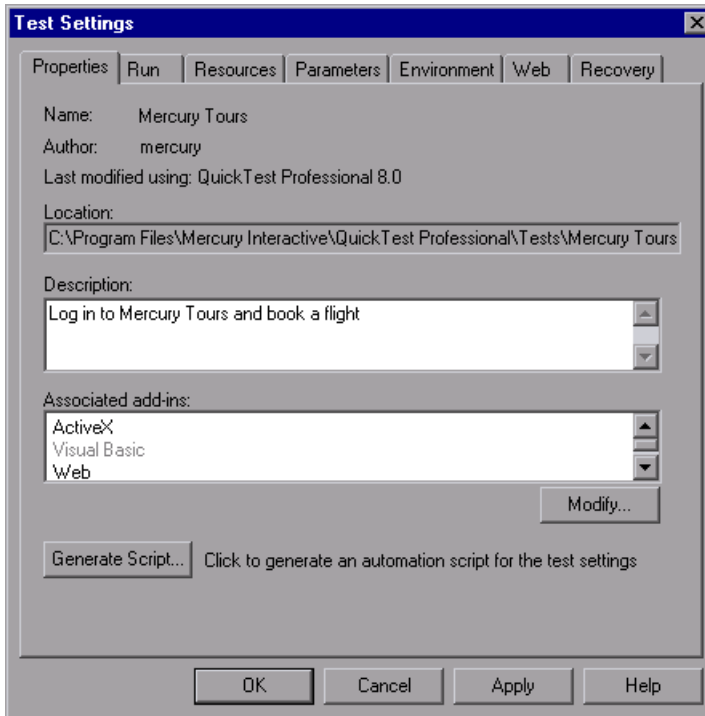 Test Settings
Properties Run Resources Parameters Environment Web Recovery
Name: Mercury Tours
Author: mercury
Last modified using: QuickTest Professional 8.0
Location:
C:\Program Files\Mercury Interactive\QuickTest Professional\Tests\Mercury Tours
Description:
Log in to Mercury Tours and book a flight
Associated add-ins:
ActiveX
Visual Basic
Web
Modify...
Generate Script... Click to generate an automation script for the test settings
OK Cancel Apply Help